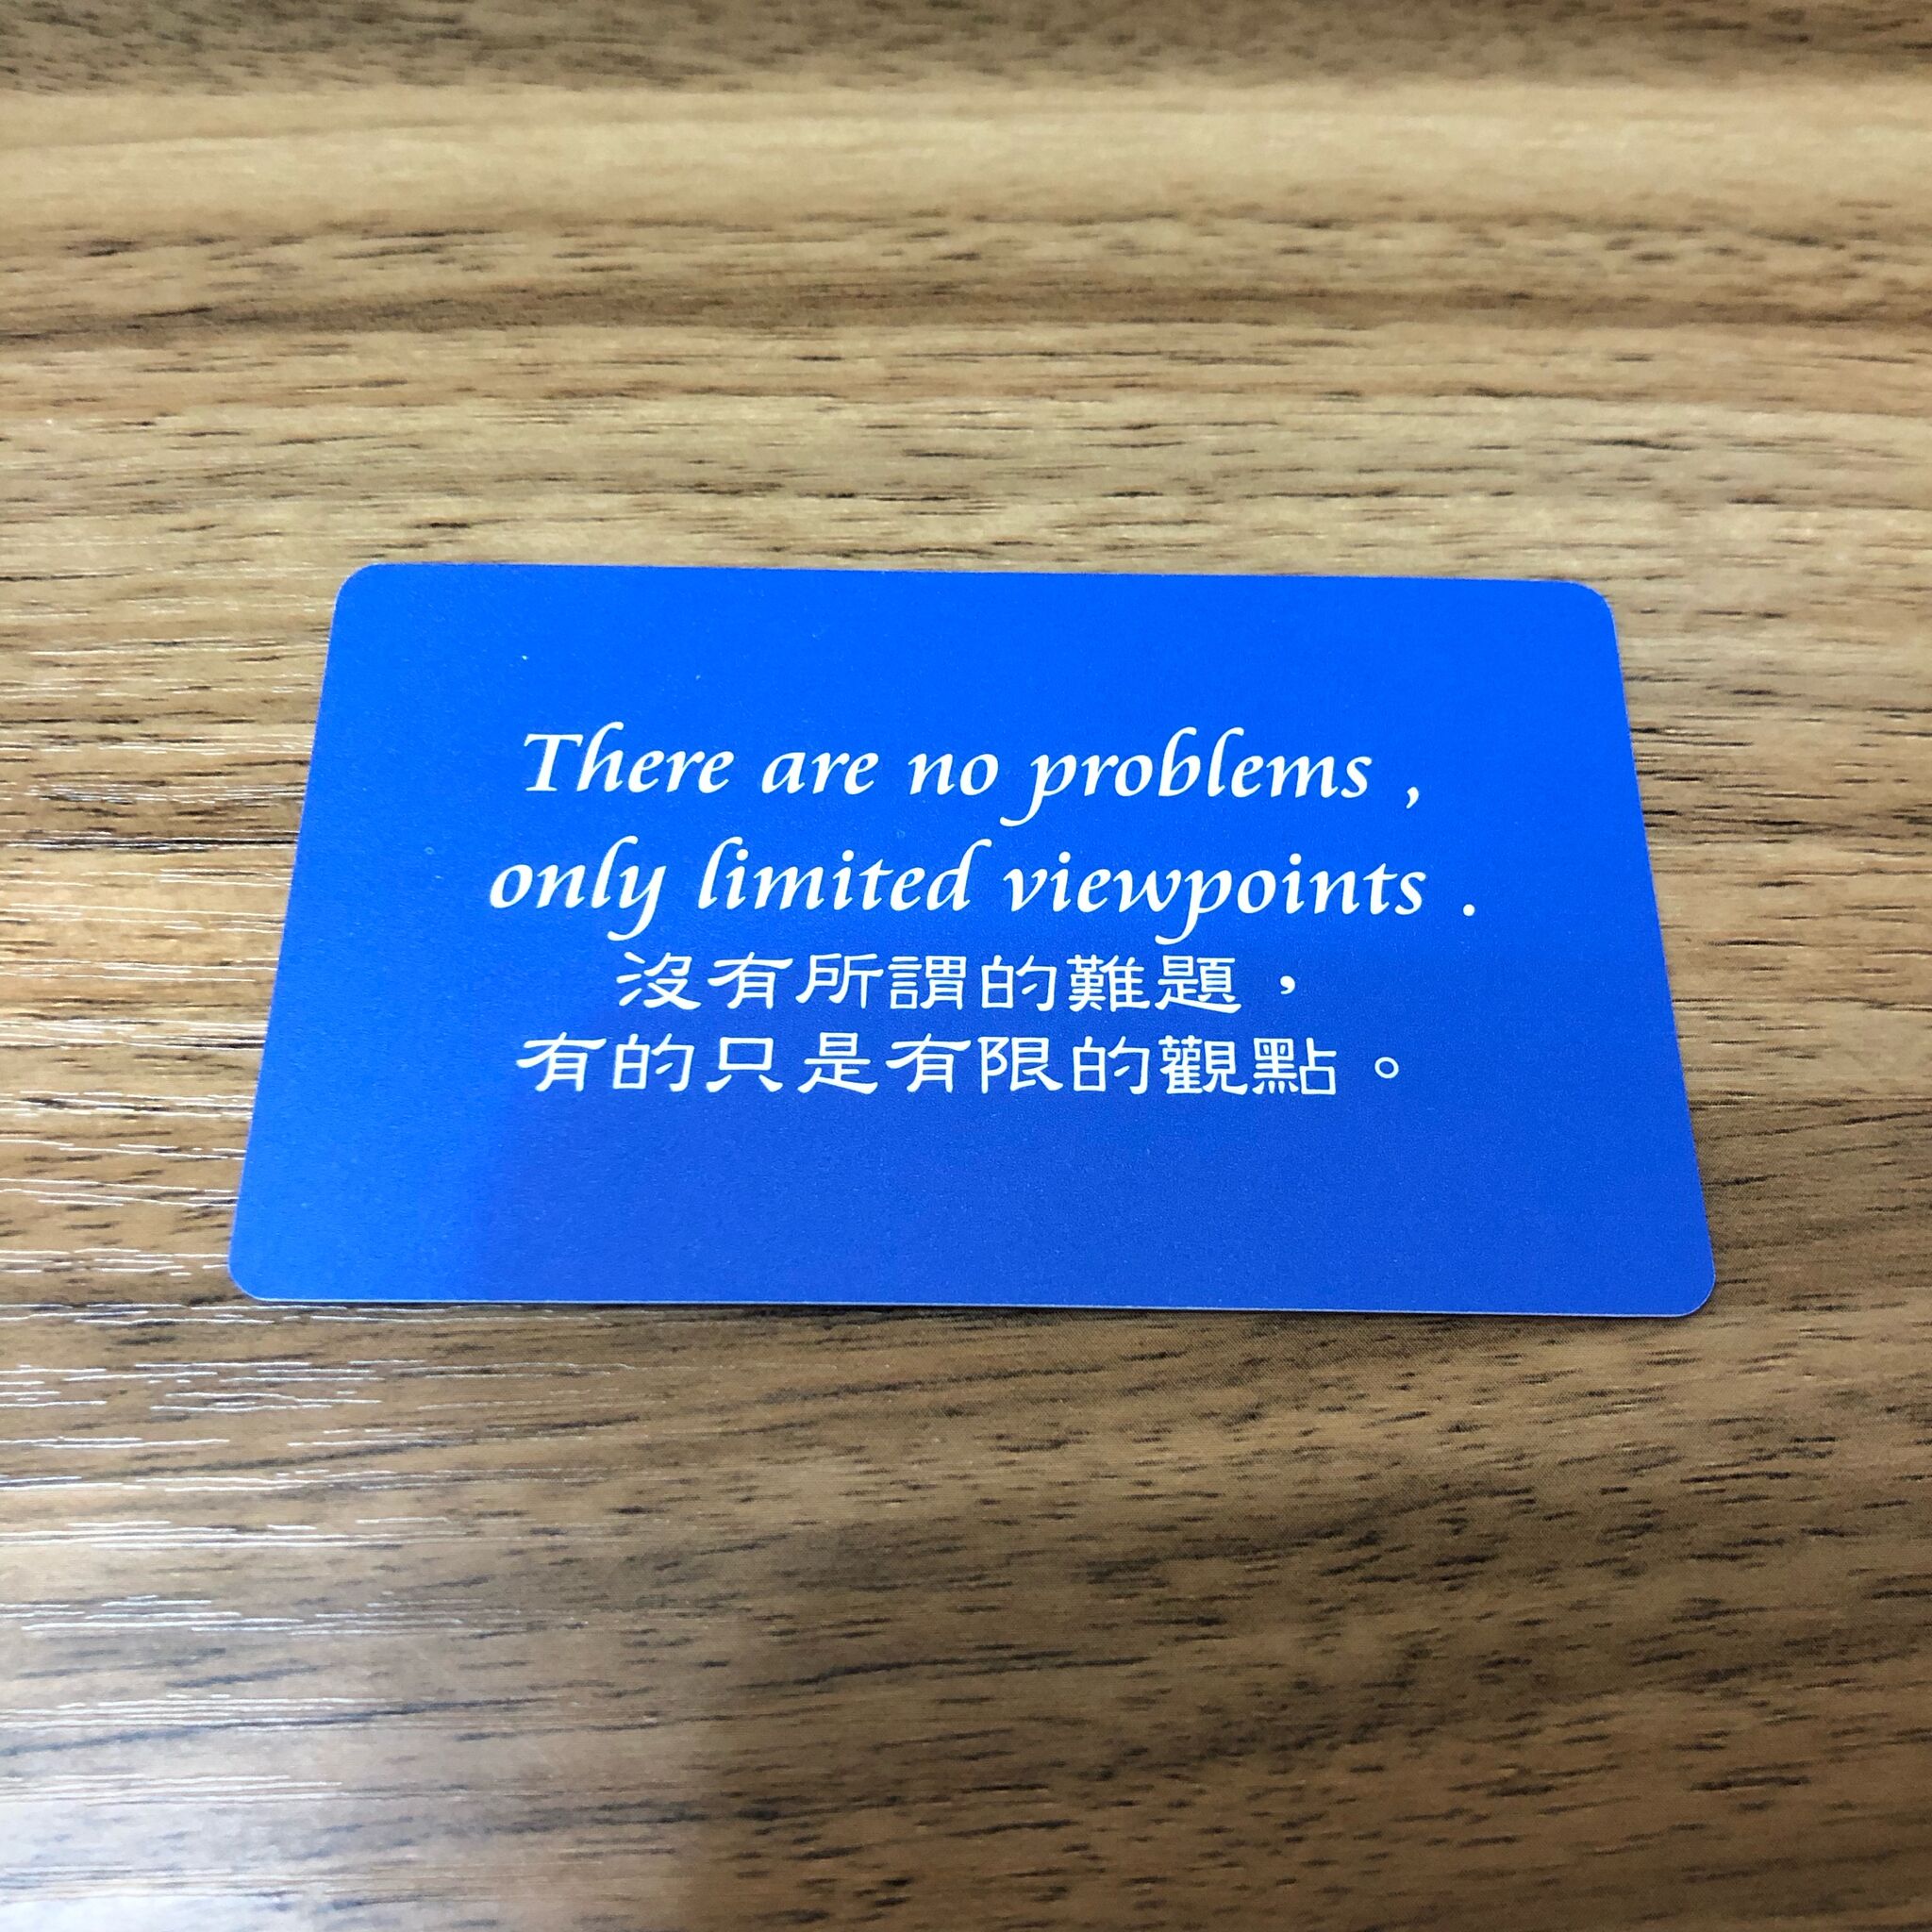 There are no problems ,
only limited viewpoints .
沒有所謂的難題，
有的只是有限的觀點。